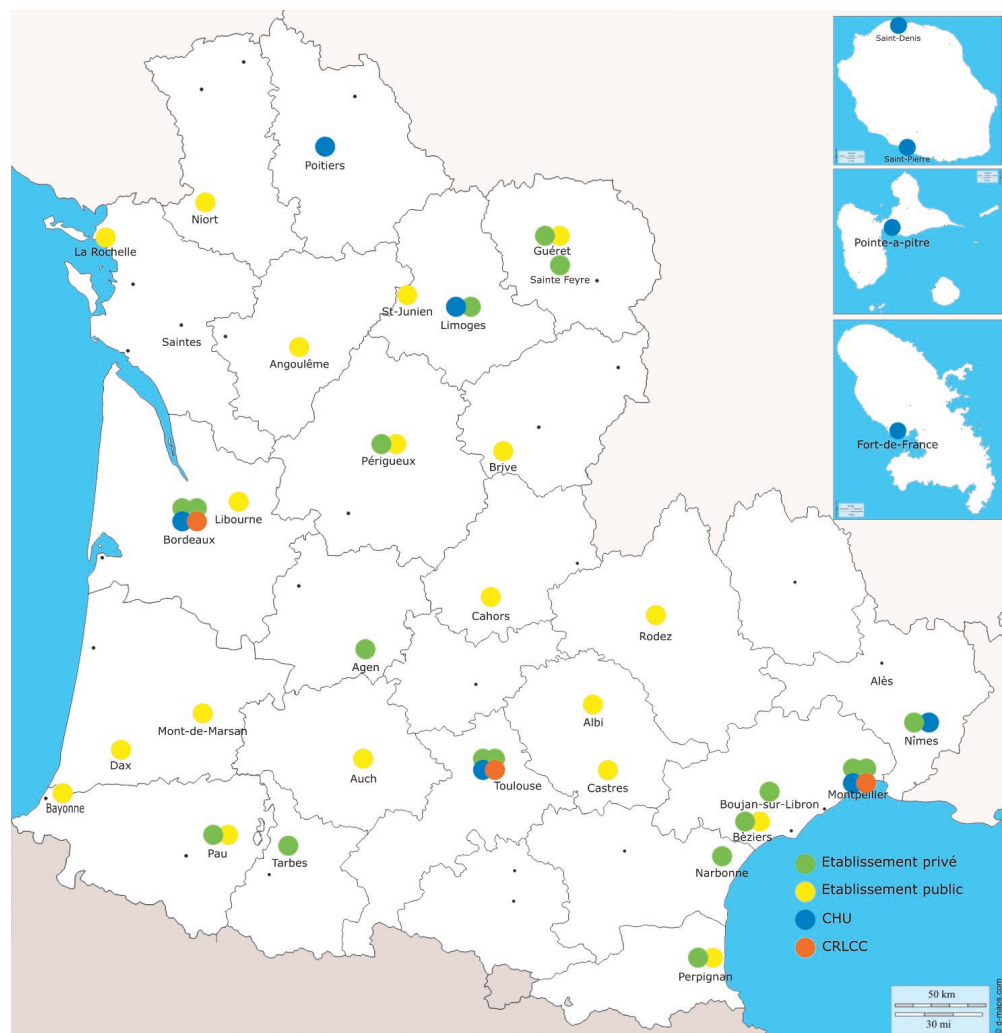 Saint-Denis
Saint-Pierre
Poitiers
Niort
La Rochelle
Guéret
Pointe-a-pitre
Sainte Feyre
St-Junien
Limoges
Saintes
Angoulême
Fort-de-France
Périgueux
Brive
Libourne
Bordeaux
Cahors
Rodez
Agen
Alès
Albi
Mont-de-Marsan
Nîmes
Dax
Auch
Toulouse
Castres
Montpellier
Boujan-sur-Libron
Bayonne
Bèziers
Pau
Tarbes
Narbonne
Etablissement privé
Etablissement public
CHU
CRLCC
Perpignan
50 km
30 mi
d-maps.com